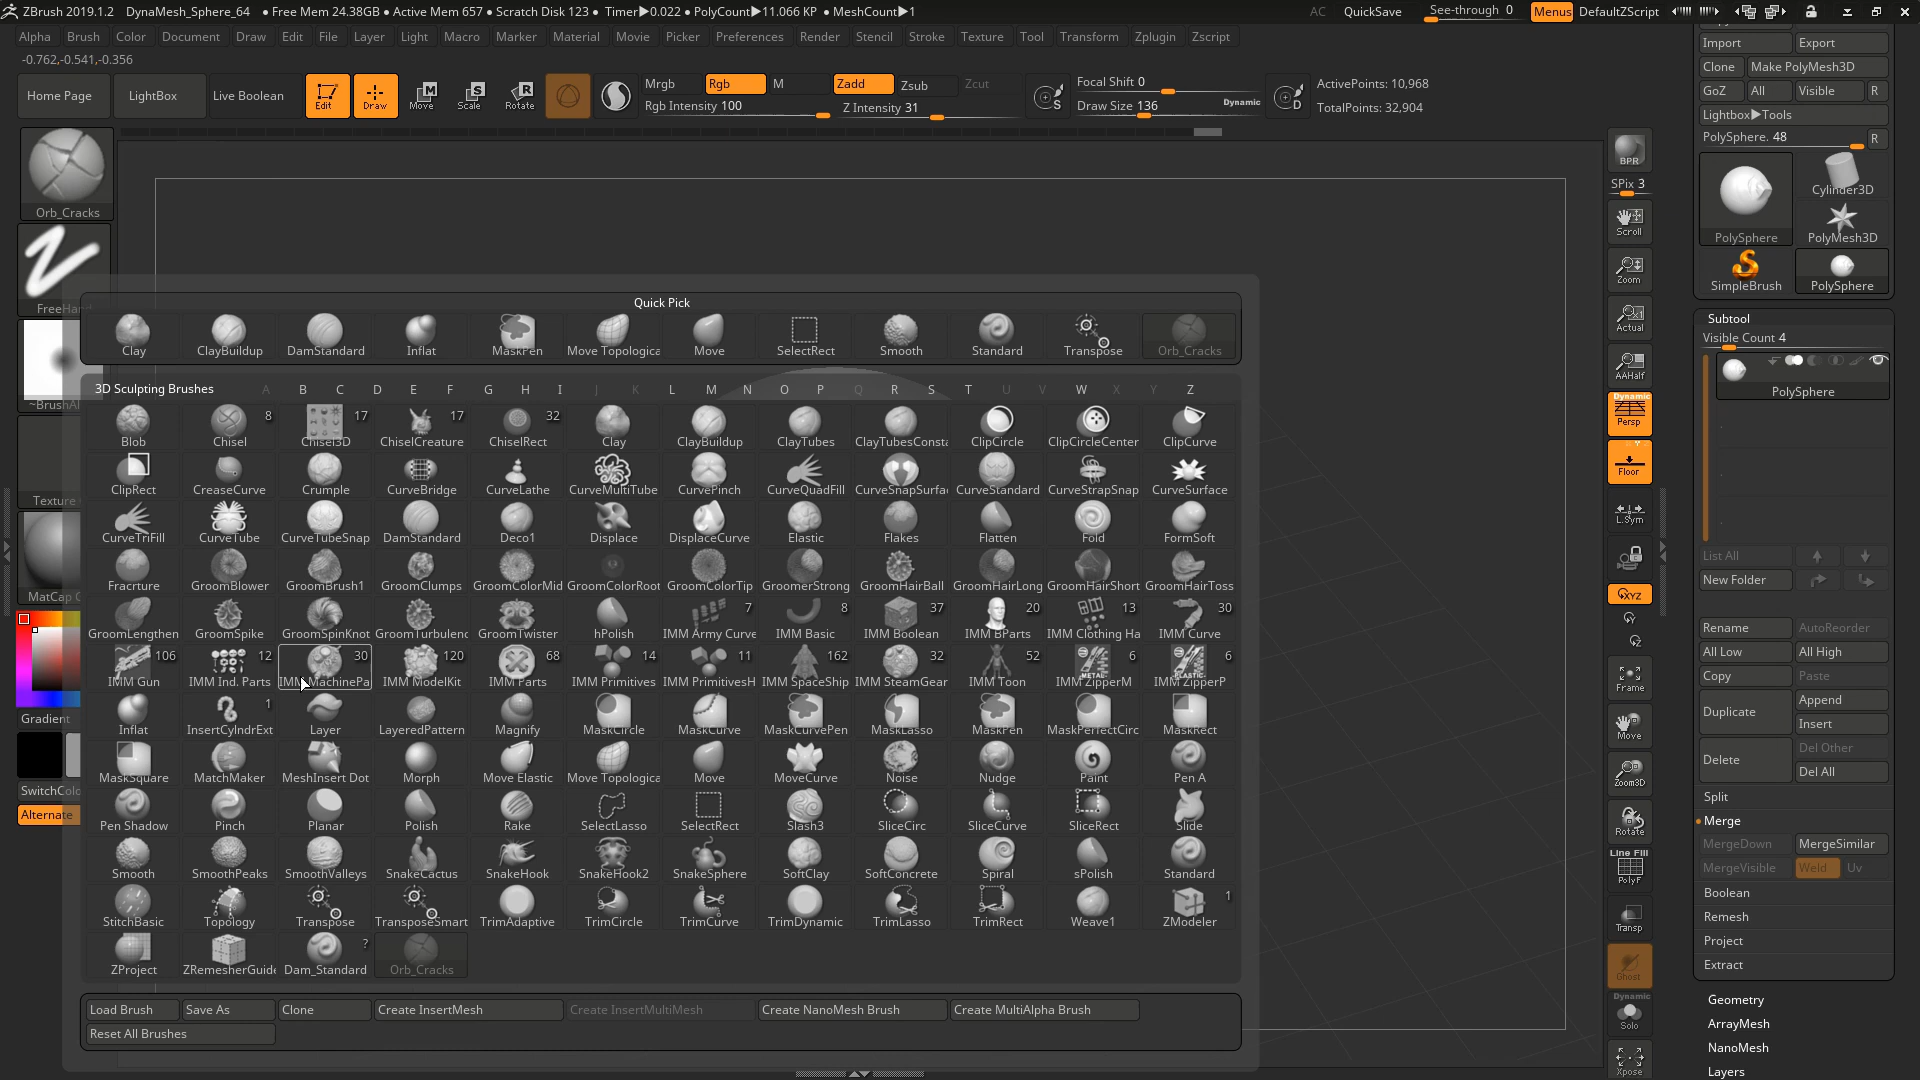 ZBrush 2019.1.2 DynaMesh_Sphere_64 • Free Mem 24.38GB • Active Mem 657 • Scratch Disk 123 • Timer▶0.022 • PolyCount▶11.066 KP • MeshCount▶1 AC QuickSave See-through 0 Menus DefaultZScript
Alpha Brush Color Document Draw Edit File Layer Light Macro Marker Material Movie Picker Preferences Render Stencil Stroke Texture Tool Transform Zplugin Zscript
-0.762,-0.541,-0.356
Home Page LightBox Live Boolean Edit Draw Move Scale Rotate
Mrgb Rgb M Zadd Zsub Zcut
Rgb Intensity 100 Z Intensity 31
S Focal Shift 0
Draw Size 136 Dynamic D
ActivePoints: 10,968
TotalPoints: 32,904
Orb_Cracks
FreeHand
~BrushAl
Texture
MatCap
Gradient
SwitchColo
Alternate
Quick Pick
Clay ClayBuildup DamStandard Inflat MaskPen Move Topologica Move SelectRect Smooth Standard Transpose Orb_Cracks
3D Sculpting Brushes A B C D E F G H I J K L M N O P Q R S T U V W X Y Z
8 17 17 32
Blob Chisel Chisel3D ChiselCreature ChiselRect Clay ClayBuildup ClayTubes ClayTubesConsta ClipCircle ClipCircleCenter ClipCurve
ClipRect CreaseCurve Crumple CurveBridge CurveLathe CurveMultiTube CurvePinch CurveQuadFill CurveSnapSurfac CurveStandard CurveStrapSnap CurveSurface
CurveTriFill CurveTube CurveTubeSnap DamStandard Deco1 Displace DisplaceCurve Elastic Flakes Flatten Fold FormSoft
Fracrture GroomBlower GroomBrush1 GroomClumps GroomColorMid GroomColorRoot GroomColorTip GroomerStrong GroomHairBall GroomHairLong GroomHairShort GroomHairToss
7 8 37 20 13 30
GroomLengthen GroomSpike GroomSpinKnot GroomTurbulenc GroomTwister hPolish IMM Army Curve IMM Basic IMM Boolean IMM BParts IMM Clothing Ha IMM Curve
106 12 30 120 68 14 11 162 32 52 6 6
METAL PLASTIC
IMM Gun IMM Ind. Parts IMM MachinePa IMM ModelKit IMM Parts IMM Primitives IMM PrimitivesH IMM SpaceShip IMM SteamGear IMM Toon IMM ZipperM IMM ZipperP
1
Inflat InsertCylndrExt Layer LayeredPattern Magnify MaskCircle MaskCurve MaskCurvePen MaskLasso MaskPen MaskPerfectCirc MaskRect
MaskSquare MatchMaker MeshInsert Dot Morph Move Elastic Move Topologica Move MoveCurve Noise Nudge Paint Pen A
Pen Shadow Pinch Planar Polish Rake SelectLasso SelectRect Slash3 SliceCirc SliceCurve SliceRect Slide
Smooth SmoothPeaks SmoothValleys SnakeCactus SnakeHook SnakeHook2 SnakeSphere SoftClay SoftConcrete Spiral sPolish Standard
1
StitchBasic Topology Transpose TransposeSmart TrimAdaptive TrimCircle TrimCurve TrimDynamic TrimLasso TrimRect Weave1 ZModeler
?
ZProject ZRemesherGuide Dam_Standard Orb_Cracks
Load Brush Save As Clone Create InsertMesh Create InsertMultiMesh Create NanoMesh Brush Create MultiAlpha Brush
Reset All Brushes
BPR
SPix 3
Scroll
Zoom
Actual
AAHalf
Dynamic
Persp
Floor
L.Sym
XYZ
Y
Z
Frame
Move
Zoom3D
Rotate
Line Fill
PolyF
Transp
Ghost
Dynamic
Solo
Xpose
Import Export
Clone Make PolyMesh3D
GoZ All Visible R
Lightbox▶Tools
PolySphere. 48 R
PolySphere Cylinder3D
PolyMesh3D
SimpleBrush PolySphere
Subtool
Visible Count 4
PolySphere
List All
New Folder
Rename AutoReorder
All Low All High
Copy Paste
Duplicate Append
Insert
Delete Del Other
Del All
Split
Merge
MergeDown MergeSimilar
MergeVisible Weld Uv
Boolean
Remesh
Project
Extract
Geometry
ArrayMesh
NanoMesh
Layers